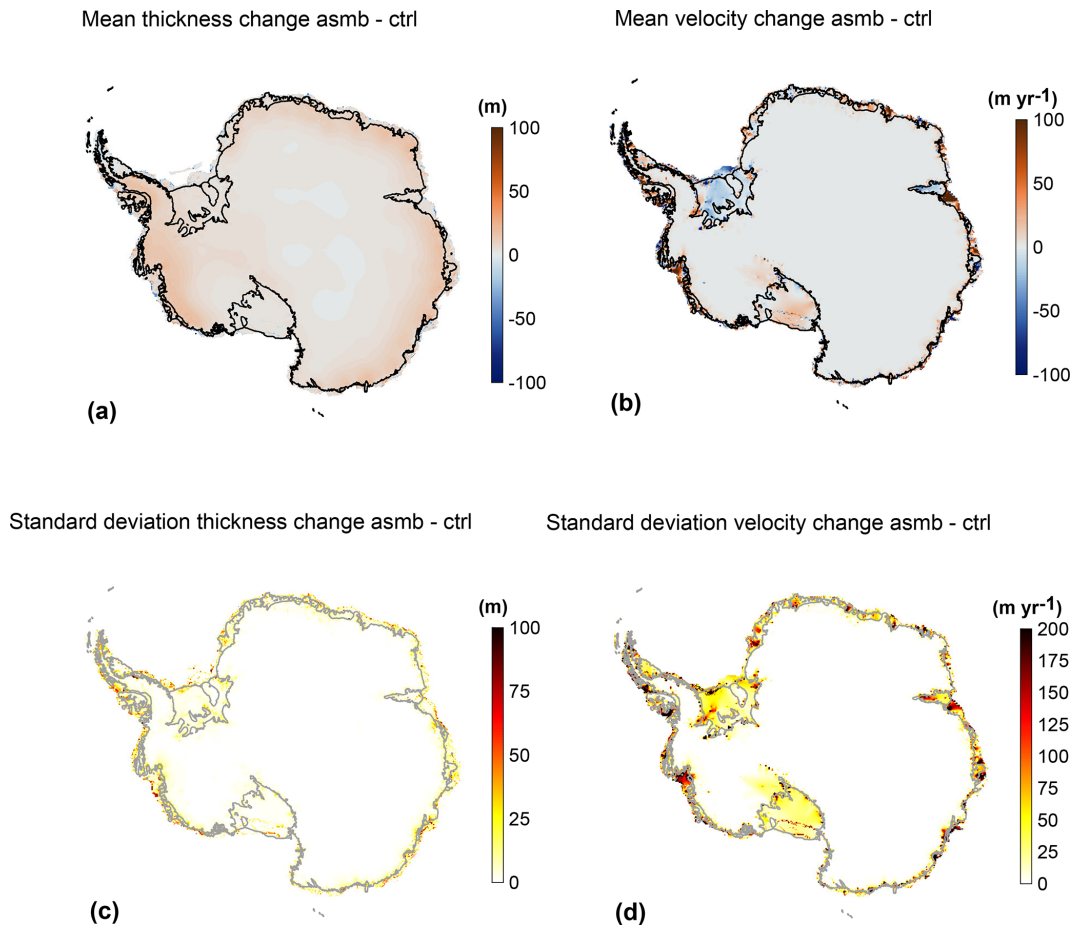 Mean thickness change asmb - ctrl
Mean velocity change asmb - ctrl
(m)
100
50
0
-50
-100
(m yr-1)
100
50
0
-50
-100
(a)
(b)
Standard deviation thickness change asmb - ctrl
Standard deviation velocity change asmb - ctrl
(m)
100
75
50
25
0
(m yr-1)
200
175
150
125
100
75
50
25
0
(c)
(d)